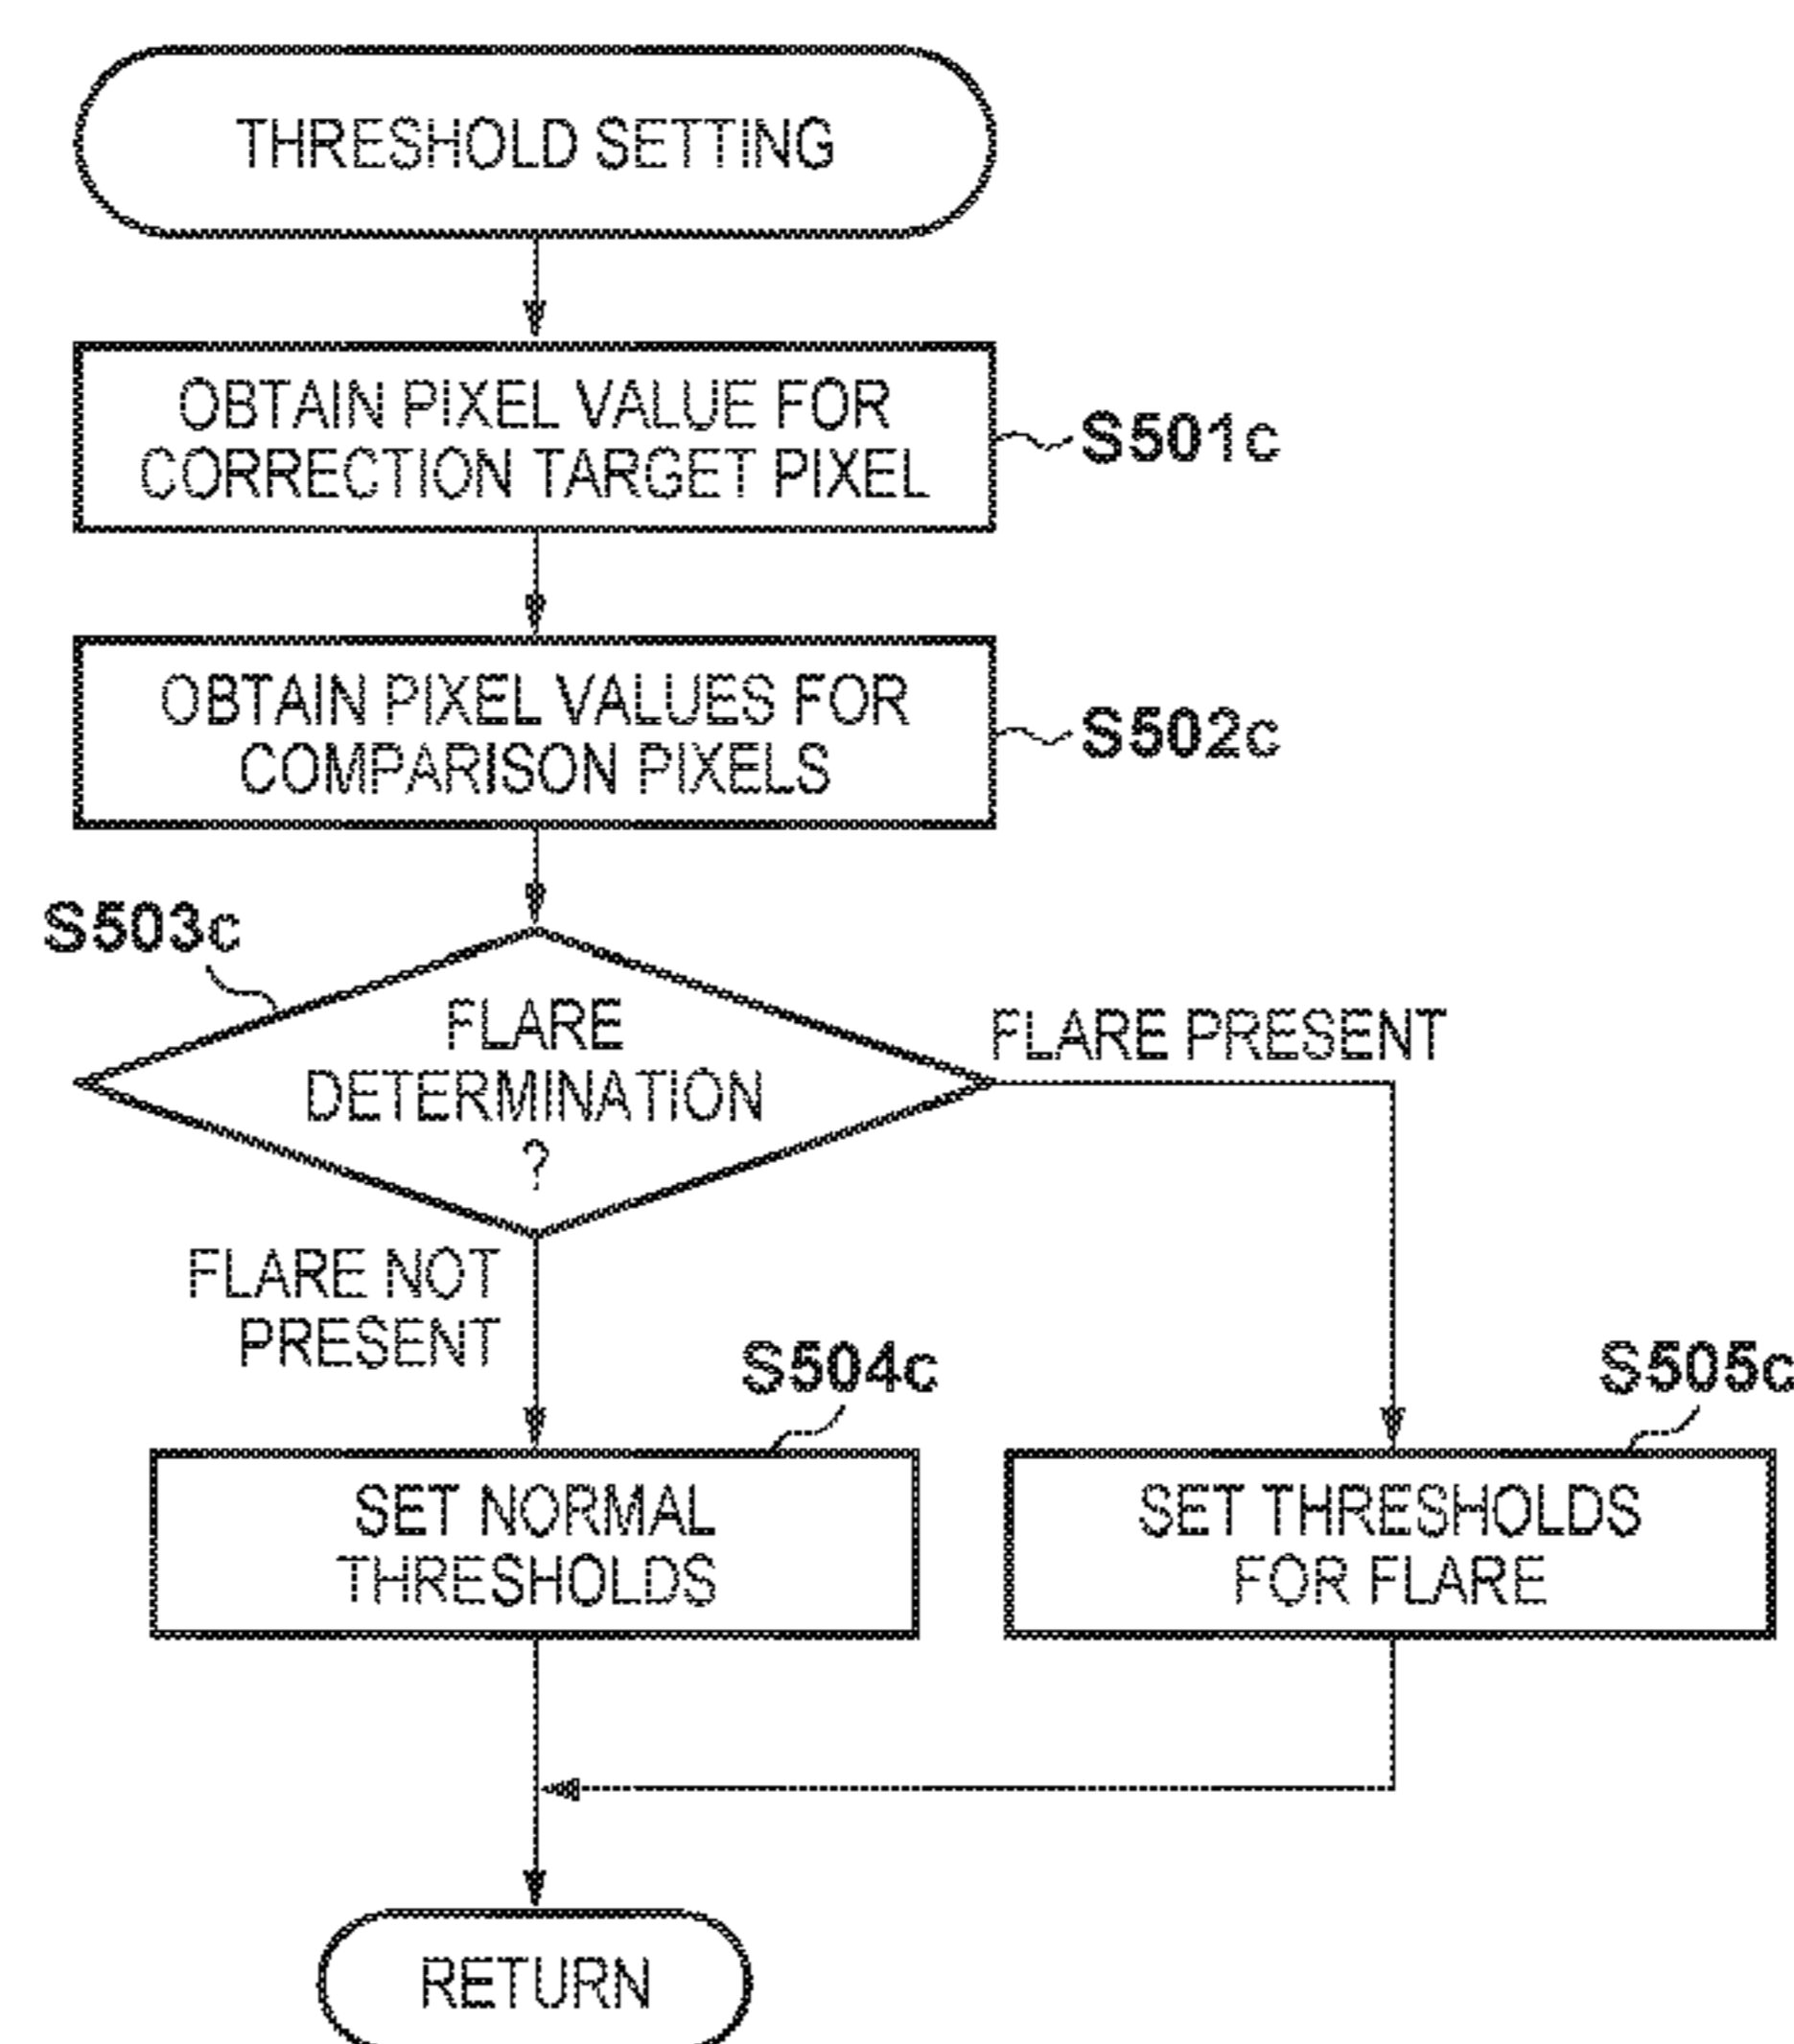 THRESHOLD SETTING
OBTAIN PIXEL VALUE FOR
CORRECTION TARGET PIXEL
S501c
OBTAIN PIXEL VALUES FOR
COMPARISON PIXELS
S502c
S503c
FLARE
DETERMINATION
?
FLARE PRESENT
FLARE NOT
PRESENT
S504c
SET NORMAL
THRESHOLDS
S505c
SET THRESHOLDS
FOR FLARE
RETURN